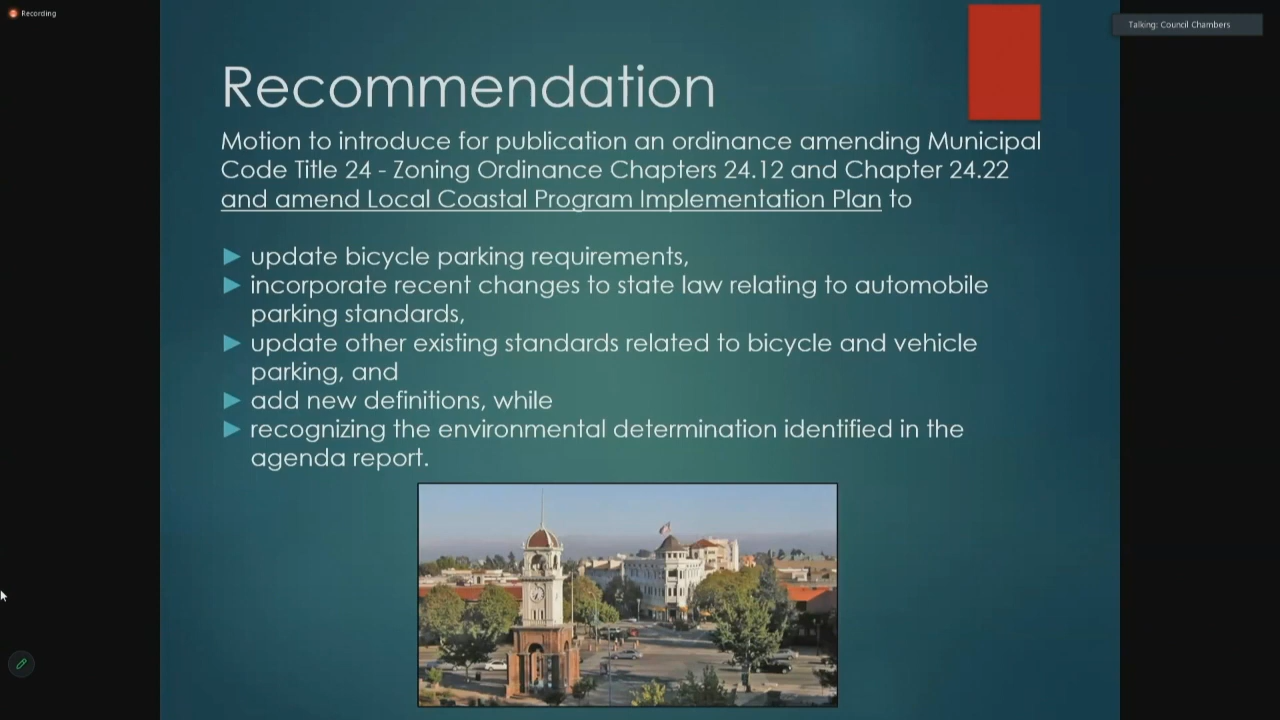 Recording
Talking: Council Chambers
Recommendation
Motion to introduce for publication an ordinance amending Municipal
Code Title 24 - Zoning Ordinance Chapters 24.12 and Chapter 24.22
and amend Local Coastal Program Implementation Plan to
update bicycle parking requirements,
incorporate recent changes to state law relating to automobile
parking standards,
update other existing standards related to bicycle and vehicle
parking, and
add new definitions, while
recognizing the environmental determination identified in the
agenda report.